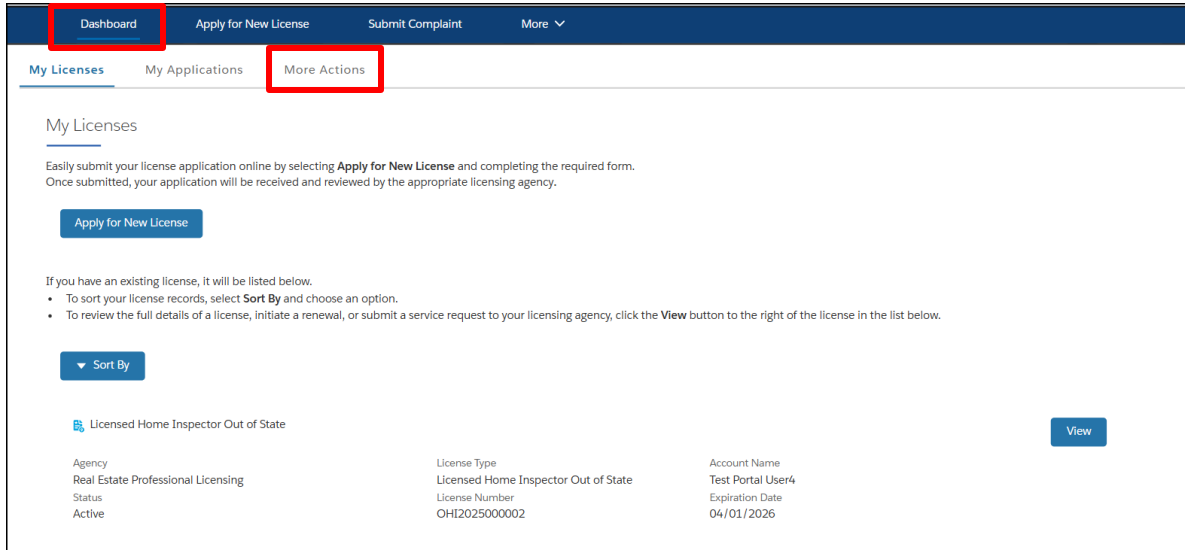 Dashboard Apply for New License Submit Complaint More
My Licenses My Applications More Actions
My Licenses
Easily submit your license application online by selecting Apply for New License and completing the required form.
Once submitted, your application will be received and reviewed by the appropriate licensing agency.
Apply for New License
If you have an existing license, it will be listed below.
• To sort your license records, select Sort By and choose an option.
• To review the full details of a license, initiate a renewal, or submit a service request to your licensing agency, click the View button to the right of the license in the list below.
Sort By
Licensed Home Inspector Out of State
View
Agency License Type Account Name
Real Estate Professional Licensing Licensed Home Inspector Out of State Test Portal User4
Status License Number Expiration Date
Active OHI2025000002 04/01/2026